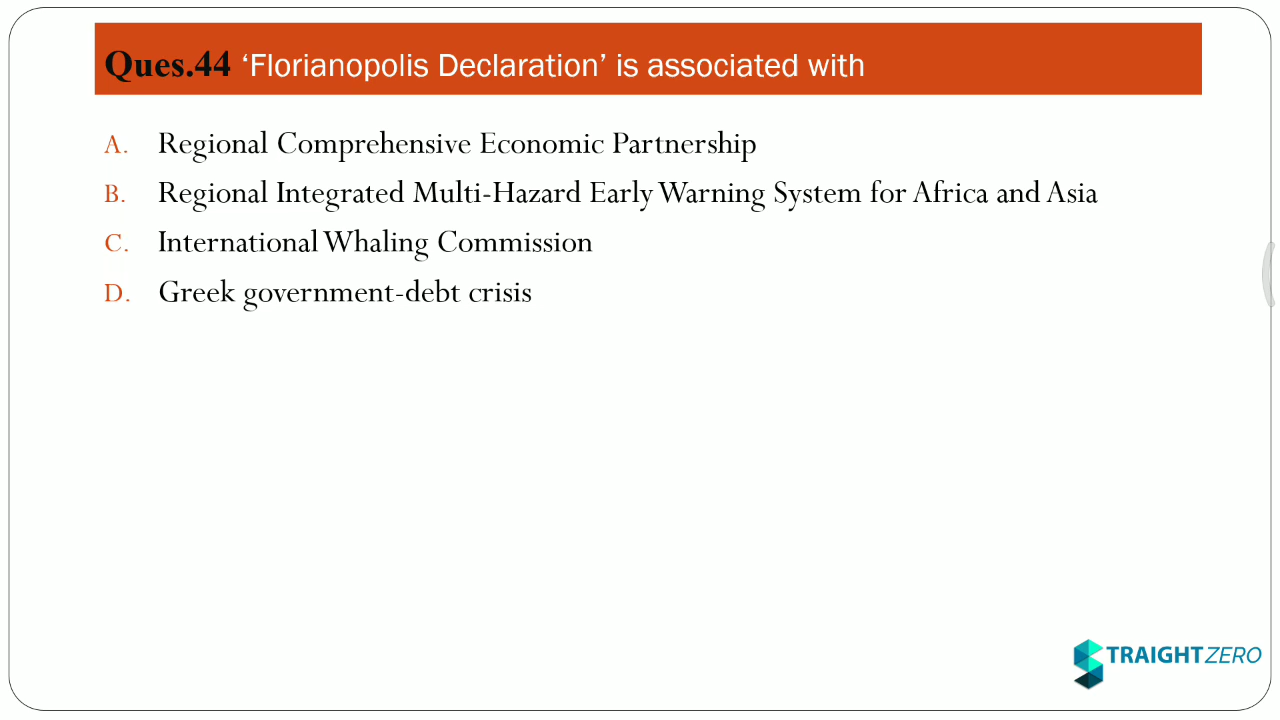 Ques.44 ‘Florianopolis Declaration’ is associated with
A. Regional Comprehensive Economic Partnership
B. Regional Integrated Multi-Hazard Early Warning System for Africa and Asia
C. International Whaling Commission
D. Greek government-debt crisis
TRAIGHTZERO